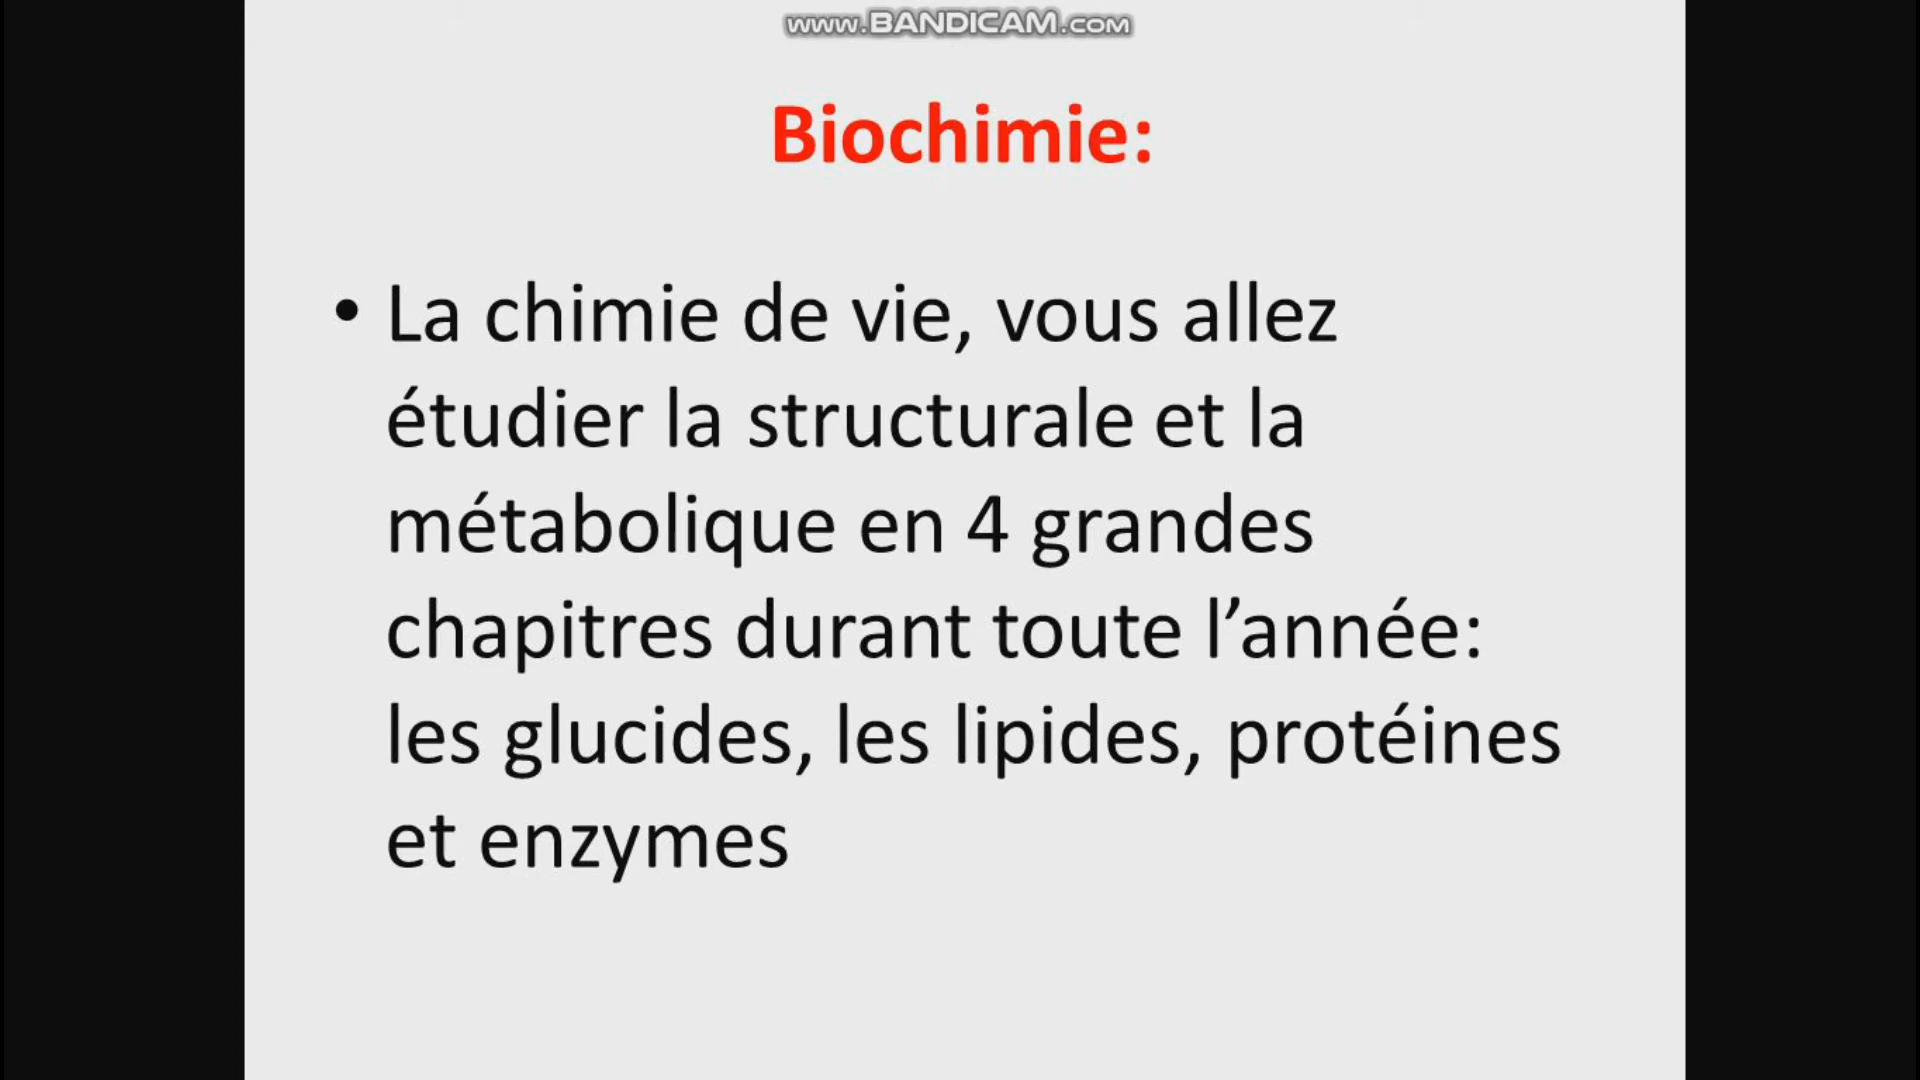 www.BANDICAM.com
Biochimie:
• La chimie de vie, vous allez
étudier la structurale et la
métabolique en 4 grandes
chapitres durant toute l’année:
les glucides, les lipides, protéines
et enzymes